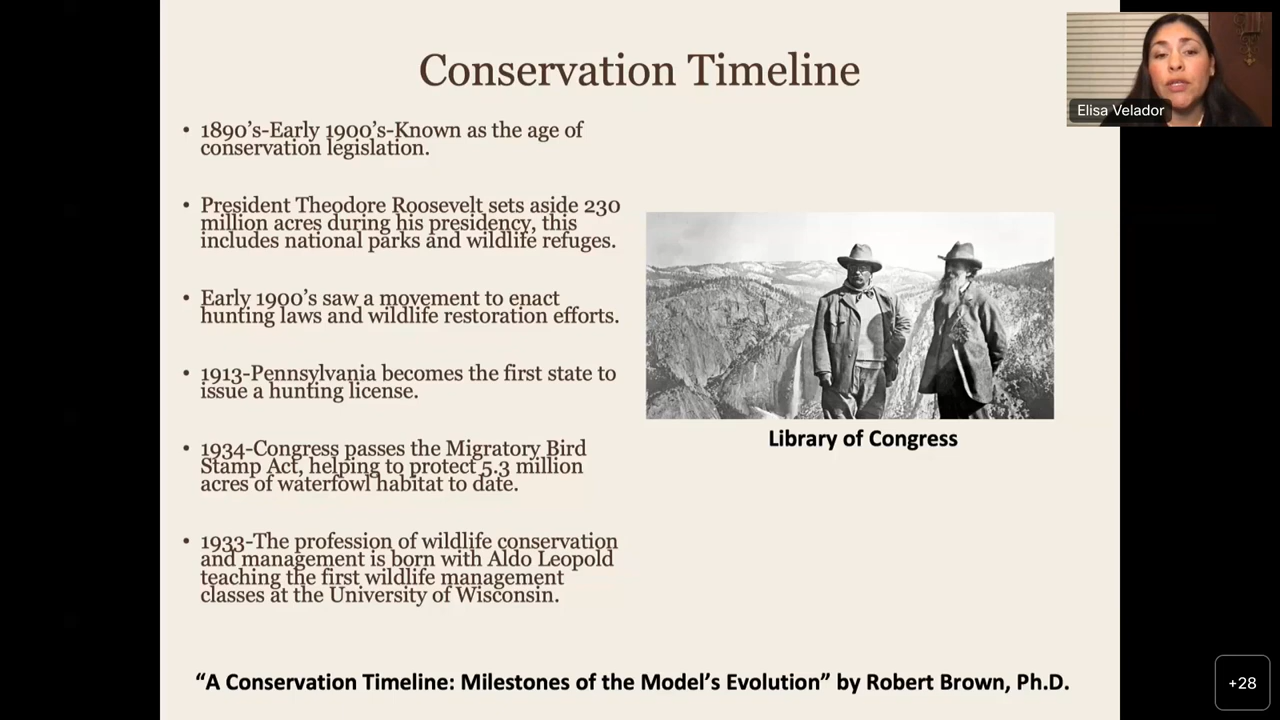 Conservation Timeline
• 1890’s-Early 1900’s-Known as the age of
conservation legislation.
• President Theodore Roosevelt sets aside 230
million acres during his presidency, this
includes national parks and wildlife refuges.
• Early 1900’s saw a movement to enact
hunting laws and wildlife restoration efforts.
• 1913-Pennsylvania becomes the first state to
issue a hunting license.
• 1934-Congress passes the Migratory Bird
Stamp Act, helping to protect 5.3 million
acres of waterfowl habitat to date.
• 1933-The profession of wildlife conservation
and management is born with Aldo Leopold
teaching the first wildlife management
classes at the University of Wisconsin.
Library of Congress
“A Conservation Timeline: Milestones of the Model’s Evolution” by Robert Brown, Ph.D.
Elisa Velador
+28